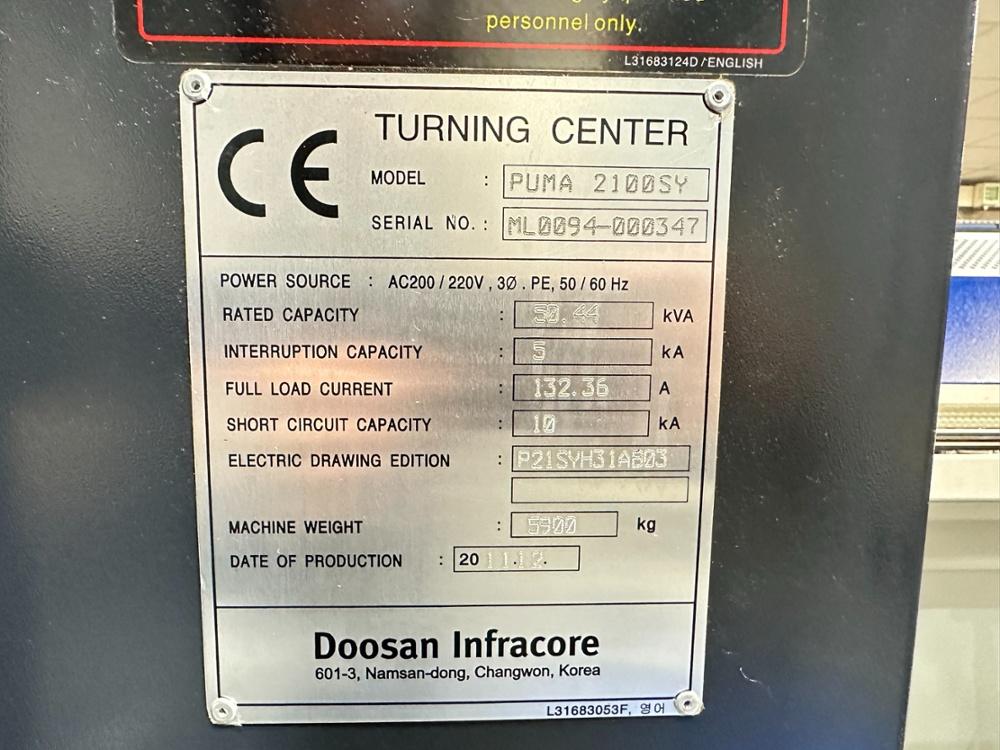 personnel only.
L31683124D / ENGLISH
CE TURNING CENTER
MODEL : PUMA 2100SY
SERIAL NO. : ML0094-000347
POWER SOURCE : AC200 / 220V , 3Ø . PE, 50 / 60 Hz
RATED CAPACITY : 50.44 kVA
INTERRUPTION CAPACITY : 5 kA
FULL LOAD CURRENT : 132.36 A
SHORT CIRCUIT CAPACITY : 10 kA
ELECTRIC DRAWING EDITION : P21SYH31AB03
MACHINE WEIGHT : 5900 kg
DATE OF PRODUCTION : 20 11.12.
Doosan Infracore
601-3, Namsan-dong, Changwon, Korea
L31683053F, 영어